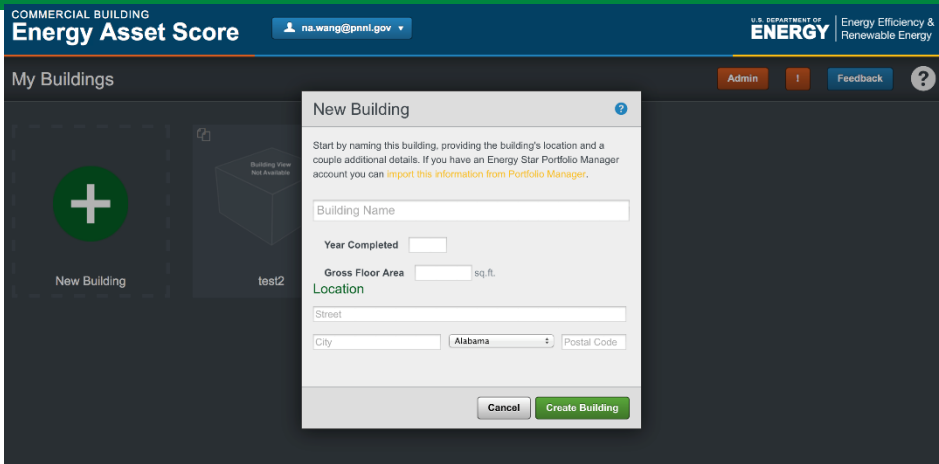 COMMERCIAL BUILDING
Energy Asset Score
na.wang@pnnl.gov
U.S. DEPARTMENT OF
ENERGY
Energy Efficiency &
Renewable Energy
My Buildings
Admin
!
Feedback
?
New Building
?
Start by naming this building, providing the building's location and a
couple additional details. If you have an Energy Star Portfolio Manager
account you can import this information from Portfolio Manager.
Building Name
Year Completed
Gross Floor Area sq.ft.
Location
Street
City Alabama Postal Code
Cancel Create Building
New Building
Building View
Not Available
test2